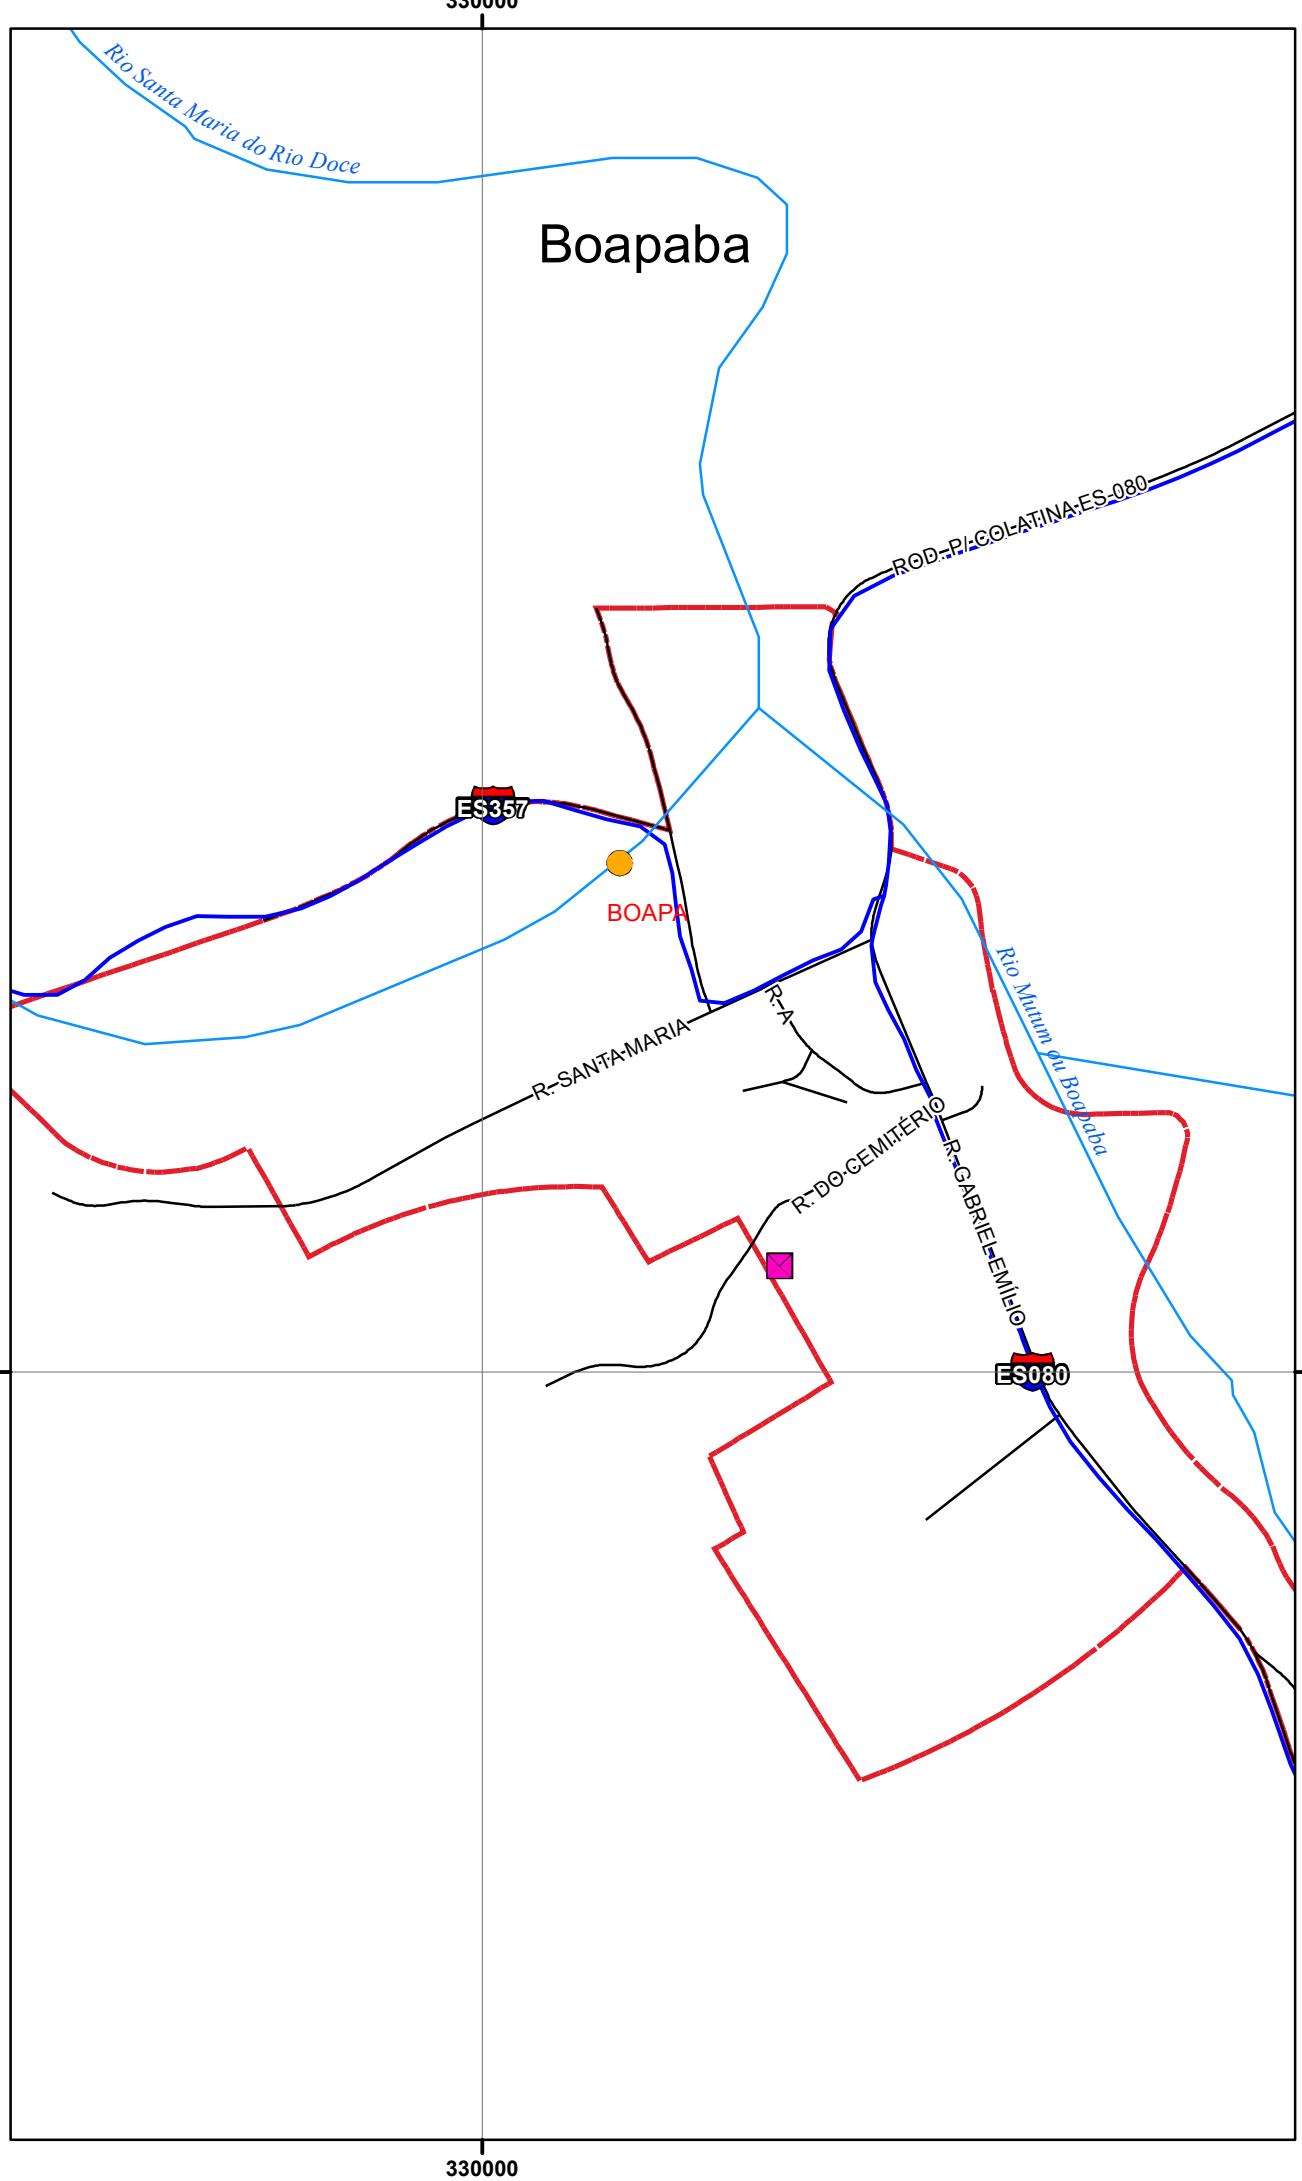 330000
Rio Santa Maria do Rio Doce
Boapaba
ROD. P/ COLATINA-ES-080
ES357
BOAPA
R. A
Rio Mutum ou Boapaba
R. SANTA MARIA
R. DO CEMITÉRIO
R. GABRIEL EMÍLIO
ES080
330000